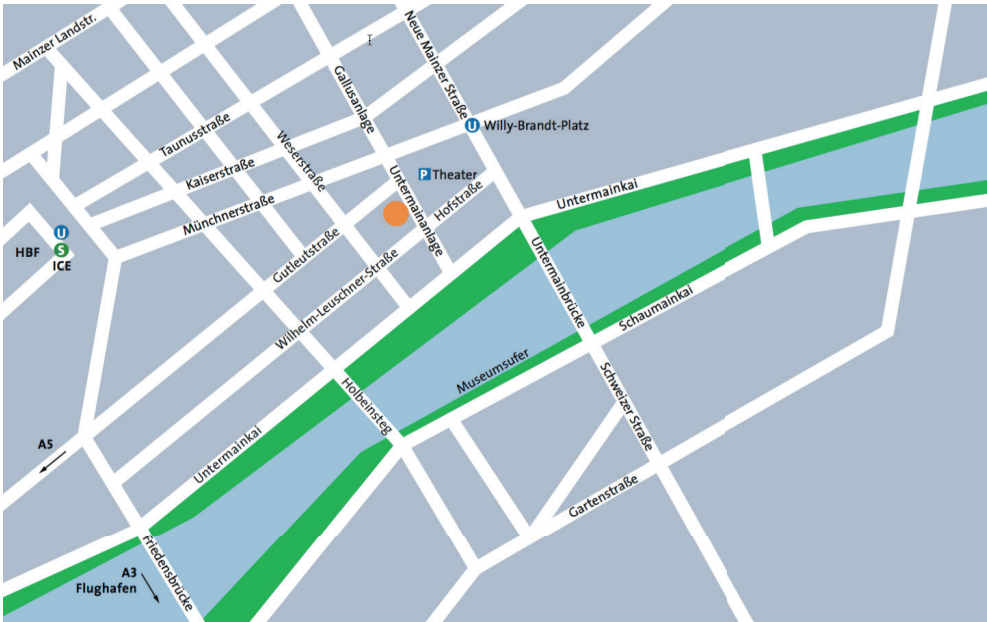 Mainzer Landstr.
Neue Mainzer Straße
Gallusanlage
Taunusstraße
U Willy-Brandt-Platz
Weserstraße
Kaiserstraße
P Theater
Untermainanlage
Hofstraße
Untermainkai
Münchnerstraße
Gutleutstraße
U
HBF S
ICE
Untermainbrücke
Wilhelm-Leuschner-Straße
Schaumainkai
Museumsufer
Holbeinsteg
Schweizer Straße
Untermainkai
A5
Gartenstraße
Friedensbrücke
A3
Flughafen